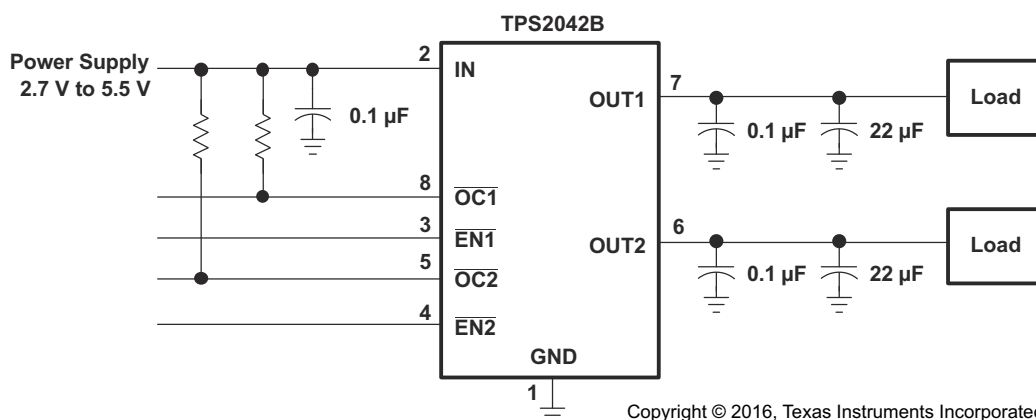 TPS2042B
Power Supply
2.7 V to 5.5 V
2
IN
0.1 µF
OUT1
7
Load
0.1 µF
22 µF
8
OC1
3
EN1
OUT2
6
Load
5
OC2
0.1 µF
22 µF
4
EN2
GND
1
Copyright © 2016, Texas Instruments Incorporated